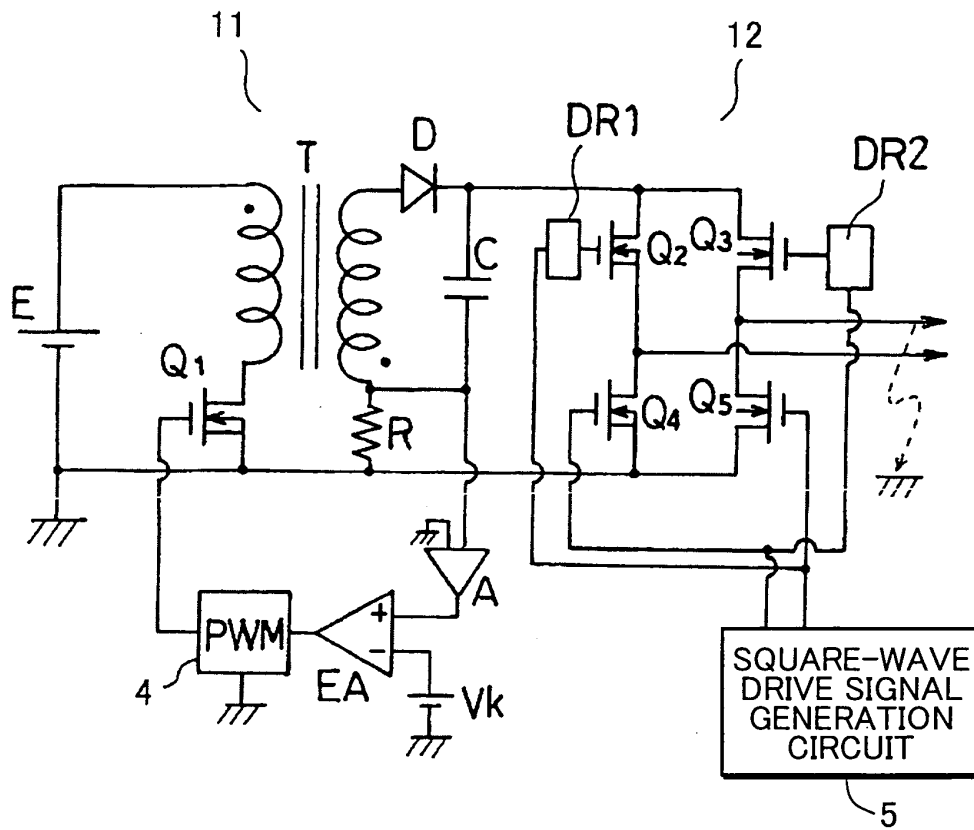 11
12
DR1
DR2
D
T
Q2
Q3
C
E
Q1
R
Q4
Q5
A
PWM
+
−
EA
4
Vk
SQUARE-WAVE
DRIVE SIGNAL
GENERATION
CIRCUIT
5